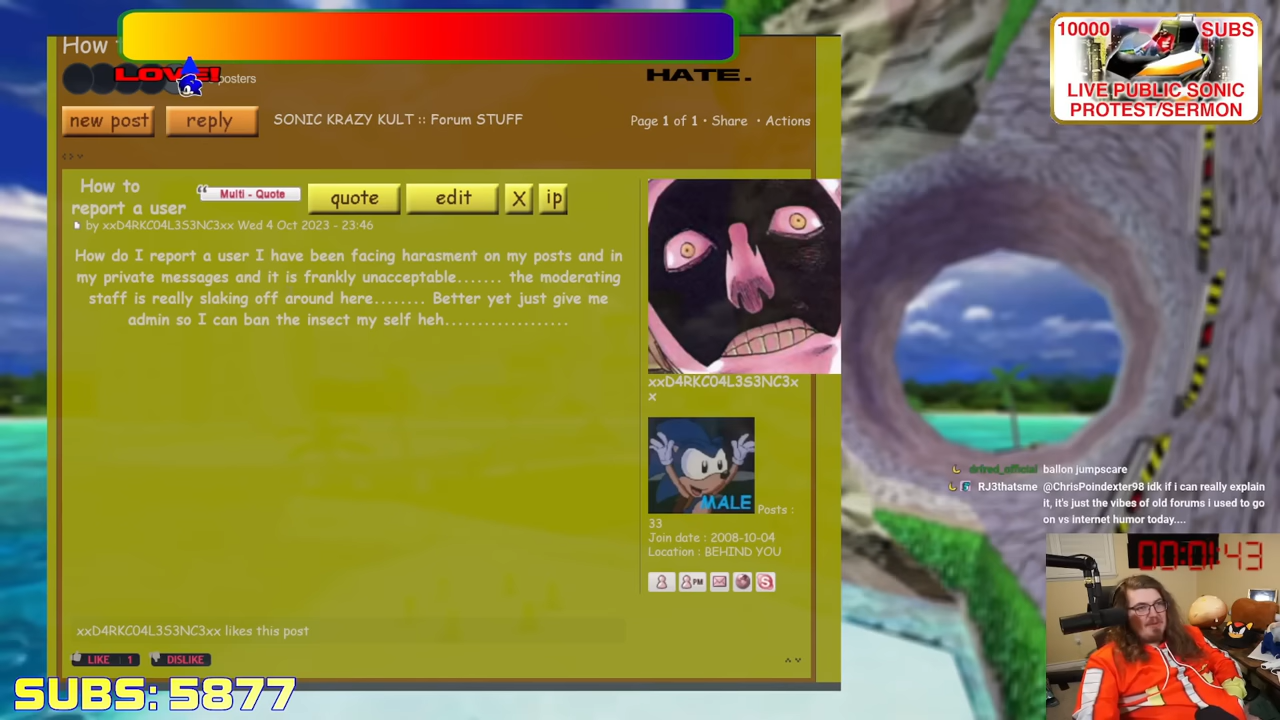 How
10000 SUBS
LIVE PUBLIC SONIC
PROTEST/SERMON
LOVE!
posters
HATE.
new post
reply
SONIC KRAZY KULT :: Forum STUFF
Page 1 of 1 • Share • Actions
How to
report a user
Multi - Quote
quote
edit
X
ip
by xxD4RKC04L3S3NC3xx Wed 4 Oct 2023 - 23:46
How do I report a user I have been facing harasment on my posts and in
my private messages and it is frankly unacceptable....... the moderating
staff is really slaking off around here........ Better yet just give me
admin so I can ban the insect my self heh..................
xxD4RKC04L3S3NC3x
x
MALE
Posts :
33
Join date : 2008-10-04
Location : BEHIND YOU
PM
xxD4RKC04L3S3NC3xx likes this post
LIKE 1
DISLIKE
drfred_official ballon jumpscare
RJ3thatsme @ChrisPoindexter98 idk if i can really explain
it, it's just the vibes of old forums i used to go
on vs internet humor today....
00:01:43
SUBS: 5877